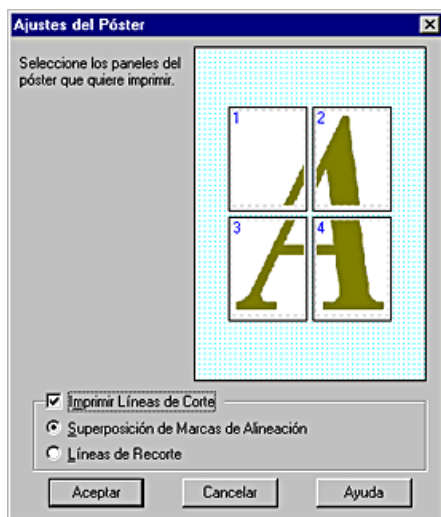 Ajustes del Póster
Seleccione los paneles del
póster que quiere imprimir.
1 2
3 4
A
Imprimir Líneas de Corte
Superposición de Marcas de Alineación
Líneas de Recorte
Aceptar Cancelar Ayuda